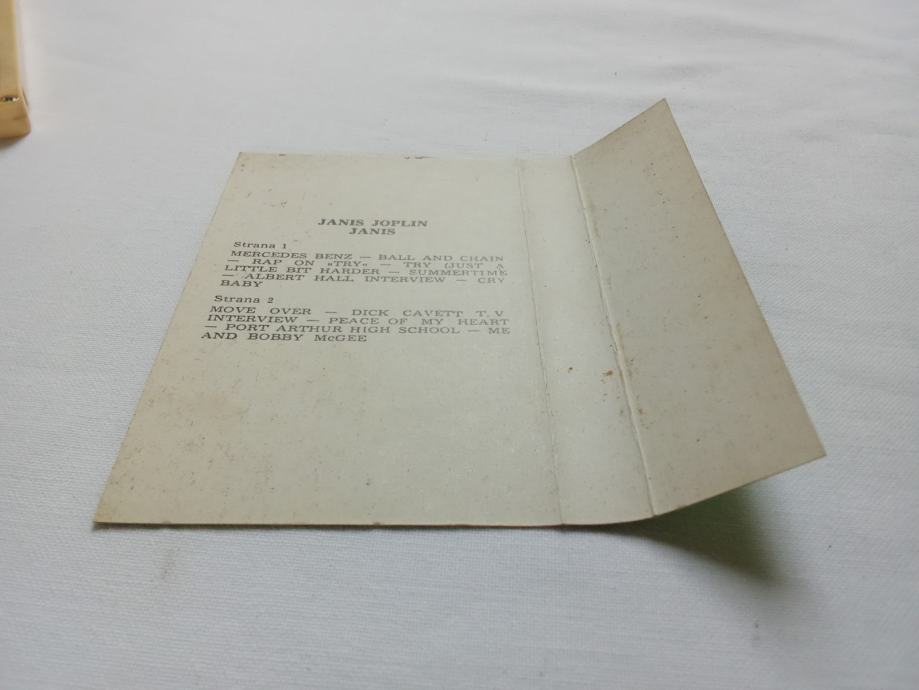 JANIS JOPLIN
JANIS
Strana 1
MERCEDES BENZ — BALL AND CHAIN
— RAP ON »TRY« — TRY (JUST A
LITTLE BIT HARDER — SUMMERTIME
— ALBERT HALL INTERVIEW — CRY
BABY
Strana 2
MOVE OVER — DICK CAVETT T.V
INTERVIEW — PEACE OF MY HEART
— PORT ARTHUR HIGH SCHOOL — ME
AND BOBBY McGEE